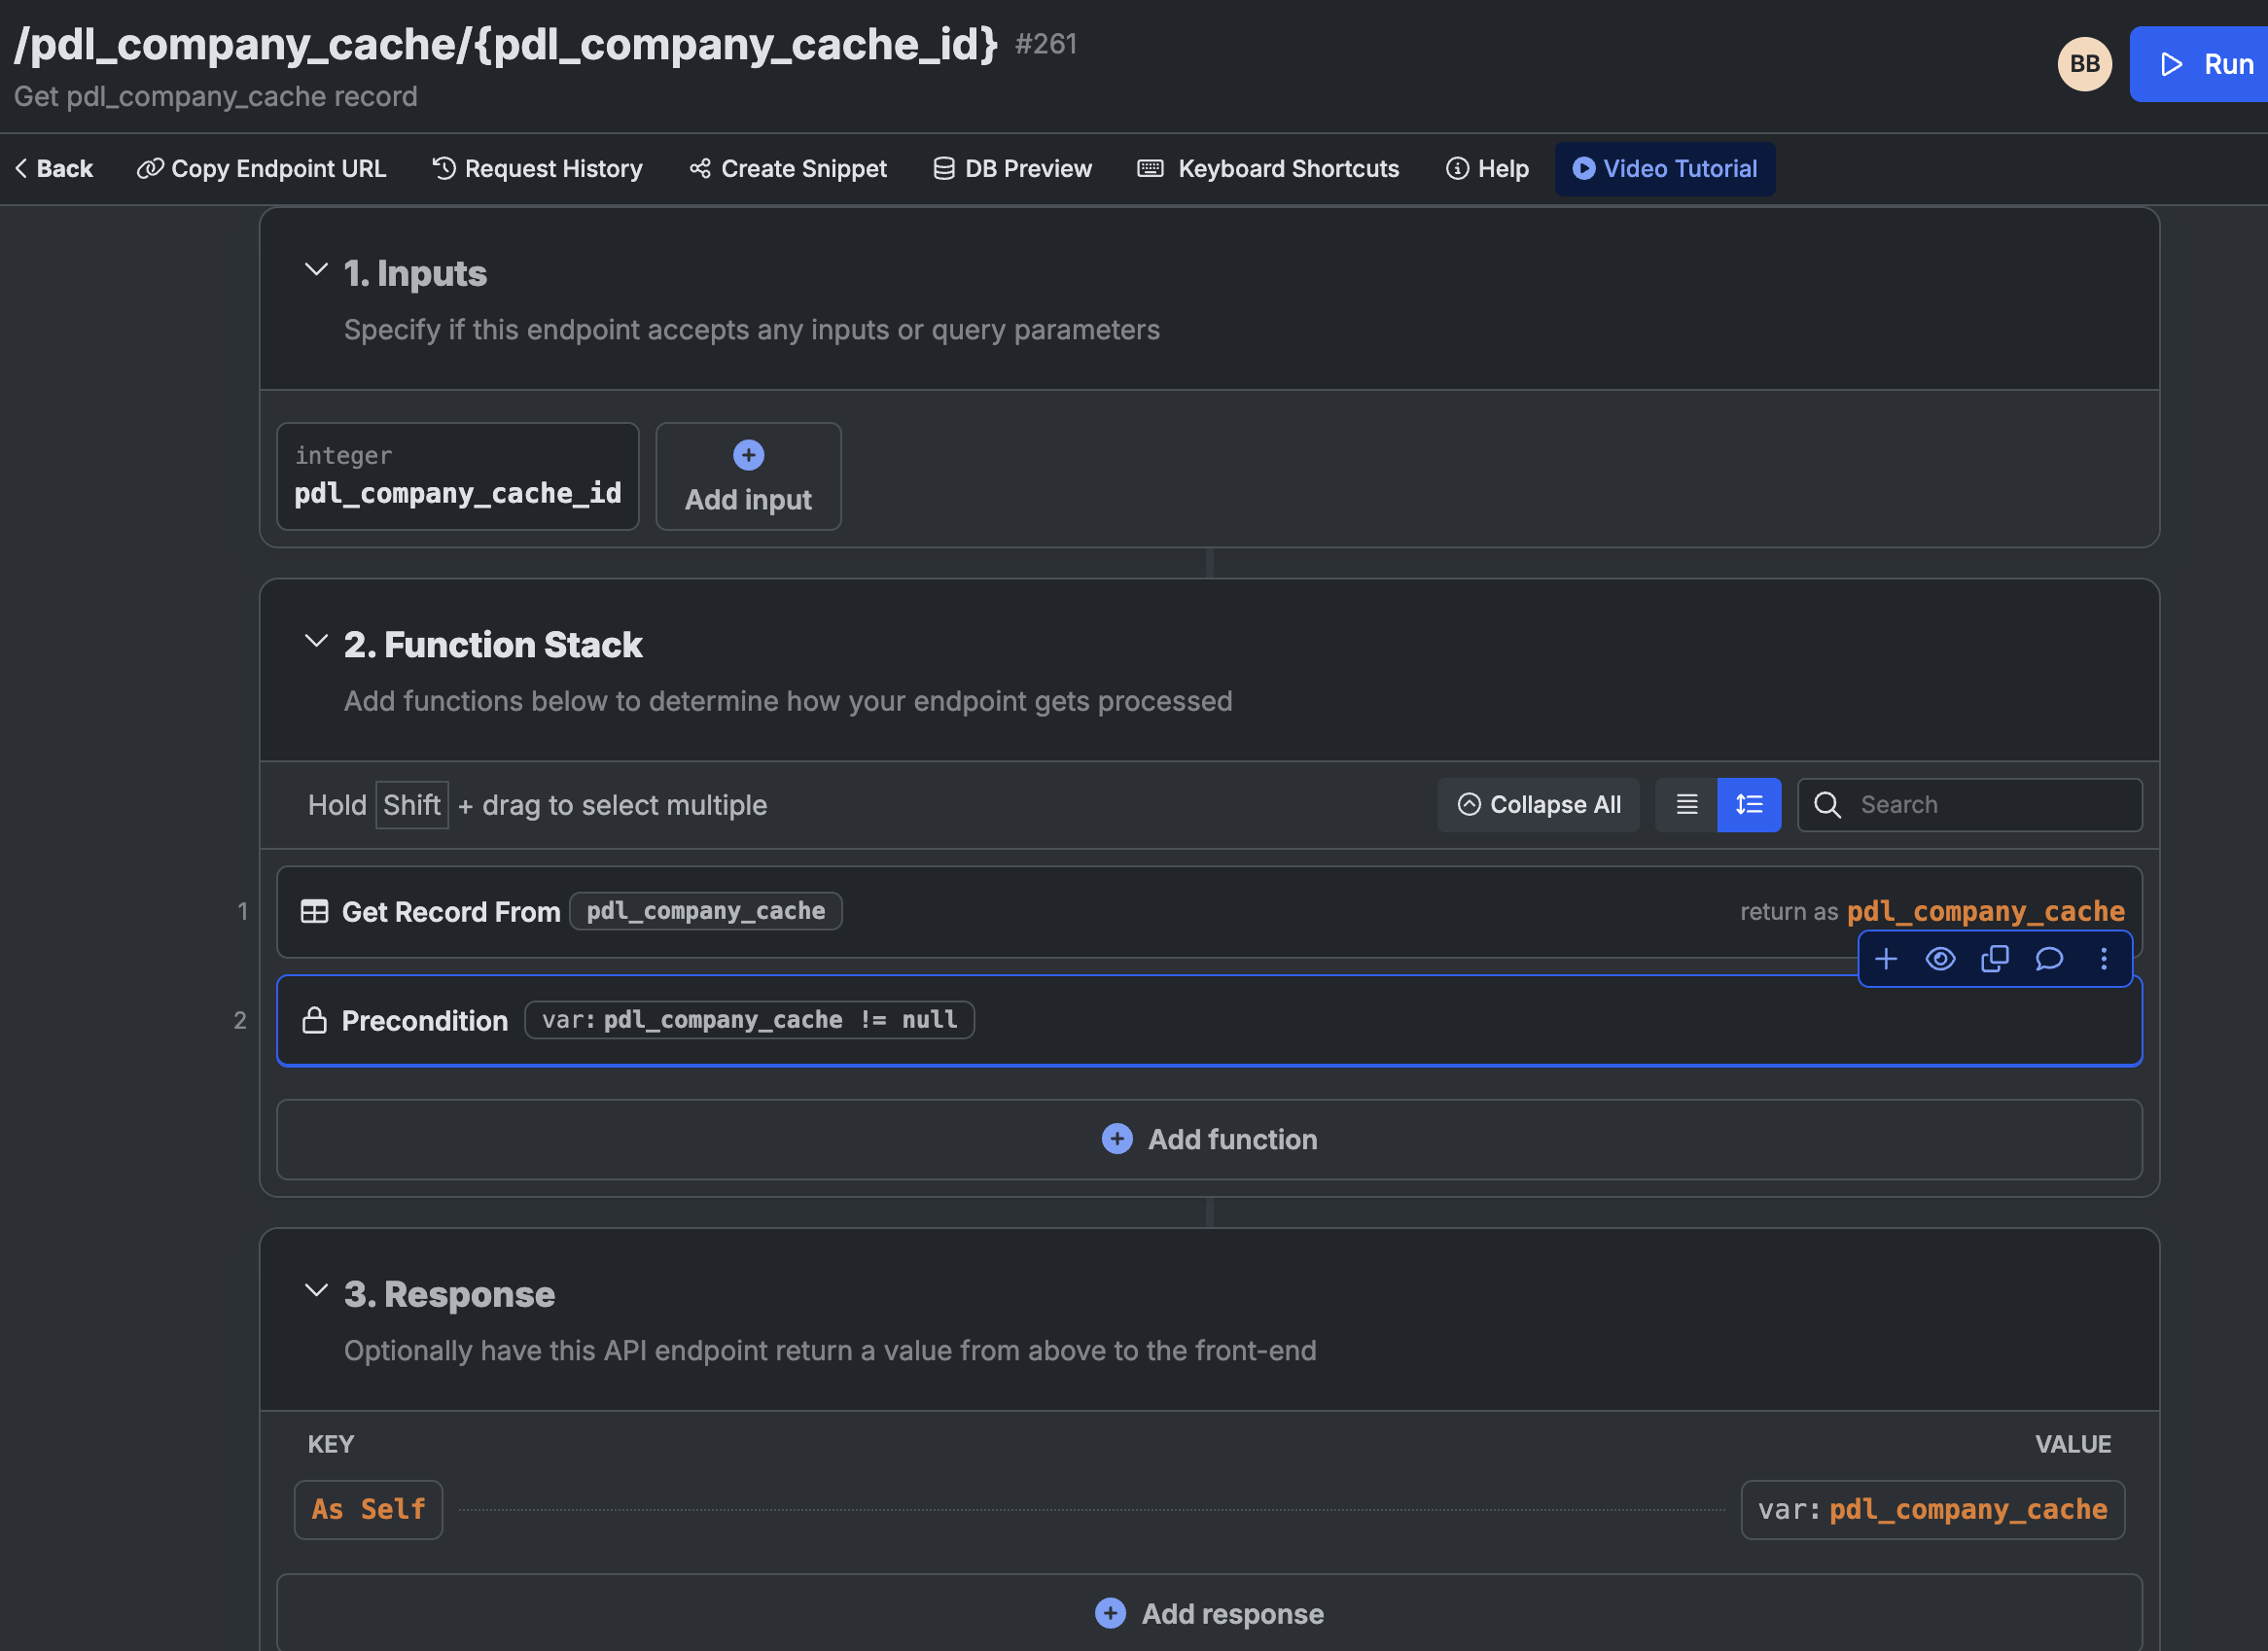 /pdl_company_cache/{pdl_company_cache_id} #261
Get pdl_company_cache record
BB
Run
Back
Copy Endpoint URL
Request History
Create Snippet
DB Preview
Keyboard Shortcuts
Help
Video Tutorial
1. Inputs
Specify if this endpoint accepts any inputs or query parameters
integer
pdl_company_cache_id
Add input
2. Function Stack
Add functions below to determine how your endpoint gets processed
Hold Shift + drag to select multiple
Collapse All
Search
1
Get Record From pdl_company_cache
return as pdl_company_cache
2
Precondition var: pdl_company_cache != null
Add function
3. Response
Optionally have this API endpoint return a value from above to the front-end
KEY
VALUE
As Self
var: pdl_company_cache
Add response